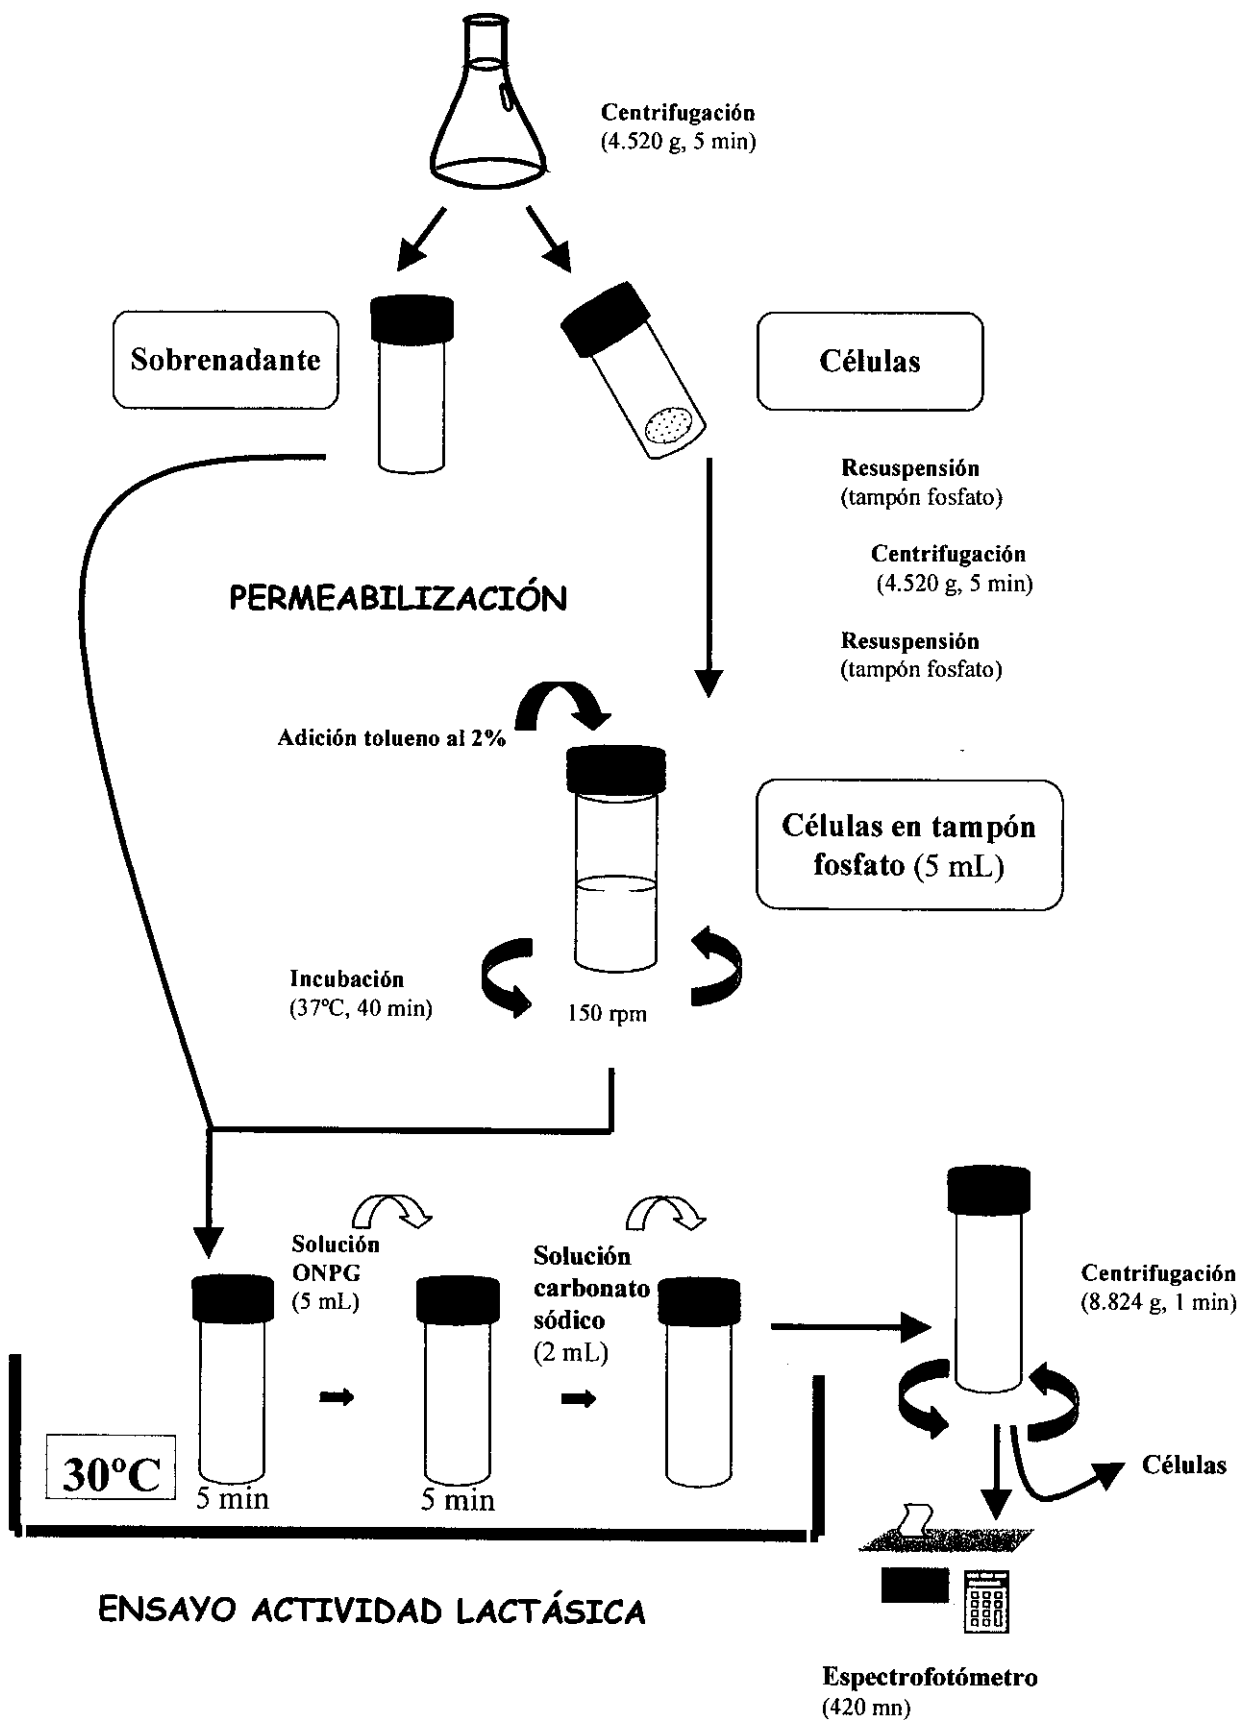 Centrifugación
(4.520 g, 5 min)
Sobrenadante
Células
Resuspensión
(tampón fosfato)
Centrifugación
(4.520 g, 5 min)
PERMEABILIZACIÓN
Resuspensión
(tampón fosfato)
Adición tolueno al 2%
Células en tampón
fosfato (5 mL)
Incubación
(37ºC, 40 min)
150 rpm
Solución
ONPG
(5 mL)
Solución
carbonato
sódico
(2 mL)
Centrifugación
(8.824 g, 1 min)
30ºC
5 min
5 min
Células
ENSAYO ACTIVIDAD LACTÁSICA
Espectrofotómetro
(420 mn)